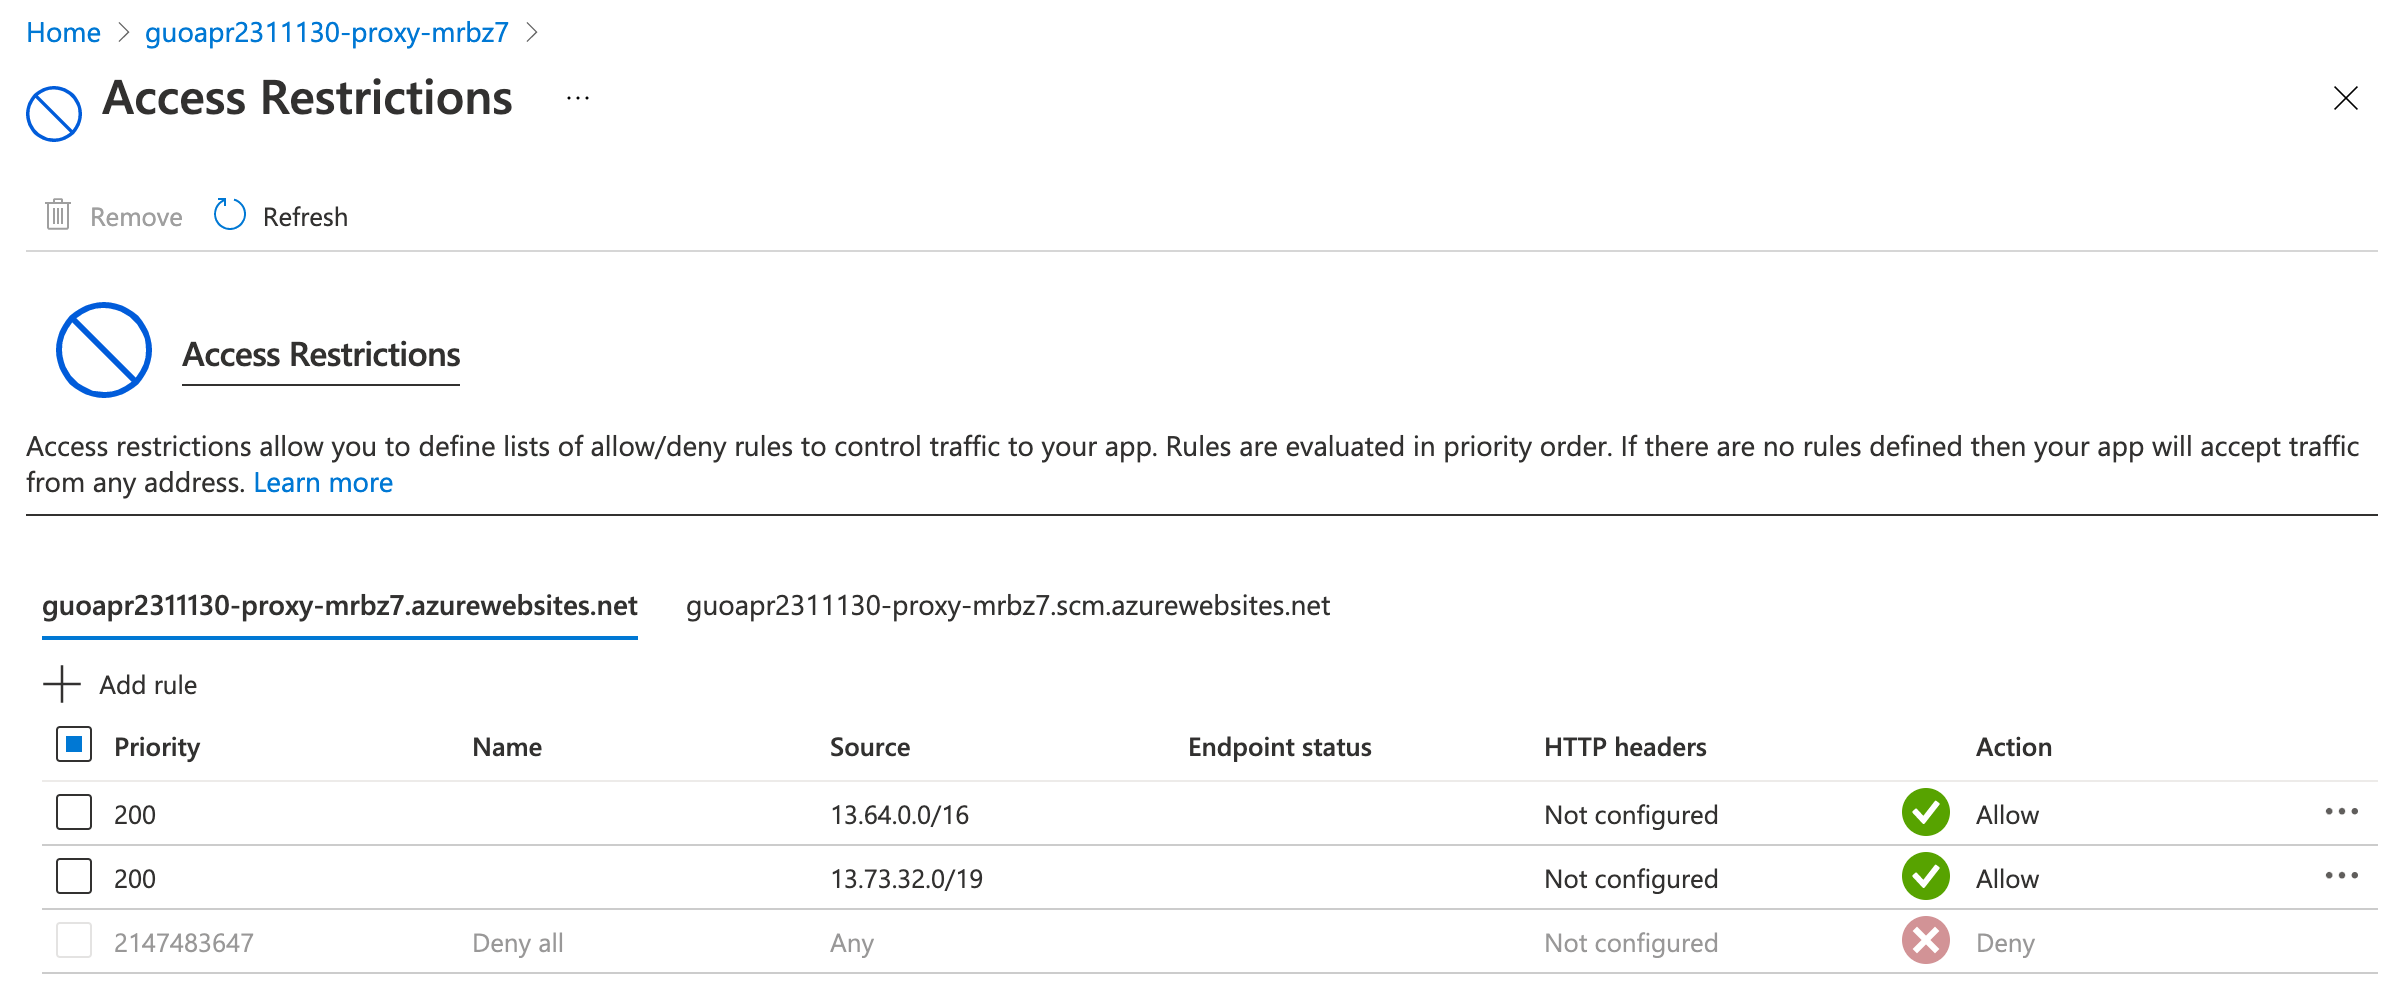 Home > guoapr2311130-proxy-mrbz7 >
Access Restrictions ...
Remove Refresh
Access Restrictions
Access restrictions allow you to define lists of allow/deny rules to control traffic to your app. Rules are evaluated in priority order. If there are no rules defined then your app will accept traffic
from any address. Learn more
guoapr2311130-proxy-mrbz7.azurewebsites.net guoapr2311130-proxy-mrbz7.scm.azurewebsites.net
Add rule
Priority Name Source Endpoint status HTTP headers Action
200 13.64.0.0/16 Not configured Allow ...
200 13.73.32.0/19 Not configured Allow ...
2147483647 Deny all Any Not configured Deny